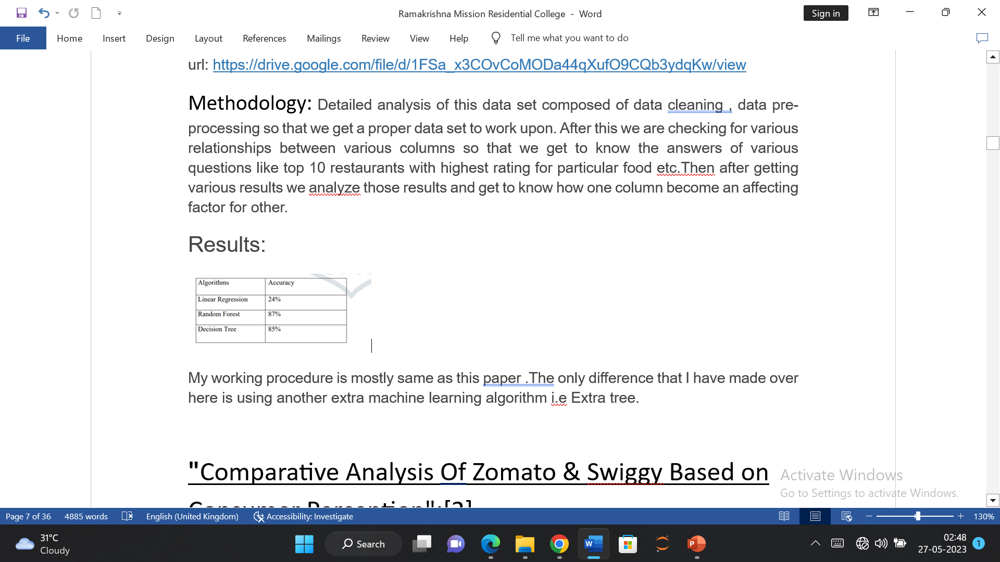 Ramakrishna Mission Residential College - Word
Sign in
File Home Insert Design Layout References Mailings Review View Help Tell me what you want to do
url: https://drive.google.com/file/d/1FSa_x3COvCoMODa44qXufO9CQb3ydqKw/view
Methodology: Detailed analysis of this data set composed of data cleaning , data pre-
processing so that we get a proper data set to work upon. After this we are checking for various
relationships between various columns so that we get to know the answers of various
questions like top 10 restaurants with highest rating for particular food etc.Then after getting
various results we analyze those results and get to know how one column become an affecting
factor for other.
Results:
Algorithms Accuracy
Linear Regression 24%
Random Forest 87%
Decision Tree 85%
My working procedure is mostly same as this paper .The only difference that I have made over
here is using another extra machine learning algorithm i.e Extra tree.
"Comparative Analysis Of Zomato & Swiggy Based on
Consumer Perception":[2]
Activate Windows
Go to Settings to activate Windows.
Page 7 of 36 4885 words English (United Kingdom) Accessibility: Investigate 130%
31°C
Cloudy
Search
02:48
27-05-2023
1